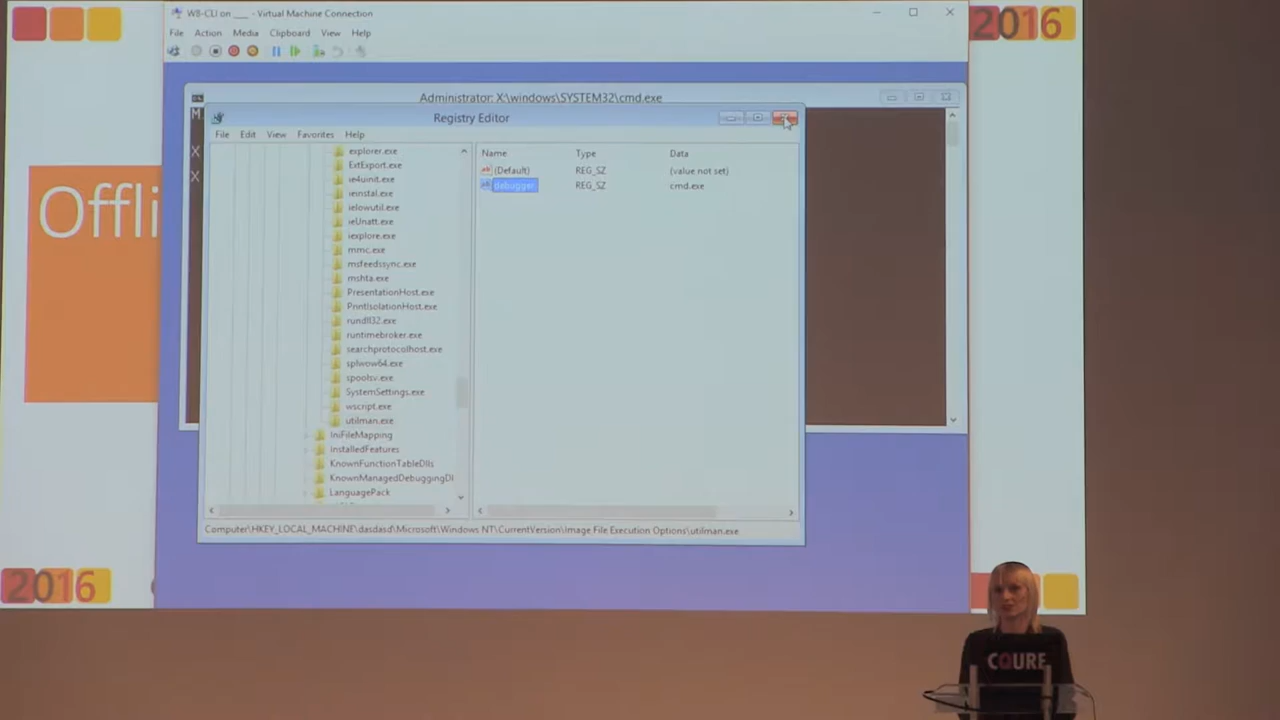 2016
W8-CLI on ___ - Virtual Machine Connection
File Action Media Clipboard View Help
Administrator: X:\windows\SYSTEM32\cmd.exe
M
X
X
Registry Editor
File Edit View Favorites Help
explorer.exe
ExtExport.exe
ie4uinit.exe
ieinstal.exe
ielowutil.exe
ieUnatt.exe
iexplore.exe
mmc.exe
msfeedssync.exe
mshta.exe
PresentationHost.exe
PrintIsolationHost.exe
rundll32.exe
runtimebroker.exe
searchprotocolhost.exe
splwow64.exe
spoolsv.exe
SystemSettings.exe
wscript.exe
utilman.exe
IniFileMapping
InstalledFeatures
KnownFunctionTableDlls
KnownManagedDebuggingDl
LanguagePack
Name Type Data
(Default) REG_SZ (value not set)
debugger REG_SZ cmd.exe
Computer\HKEY_LOCAL_MACHINE\dasdasd\Microsoft\Windows NT\CurrentVersion\Image File Execution Options\utilman.exe
Offli
2016
CQURE